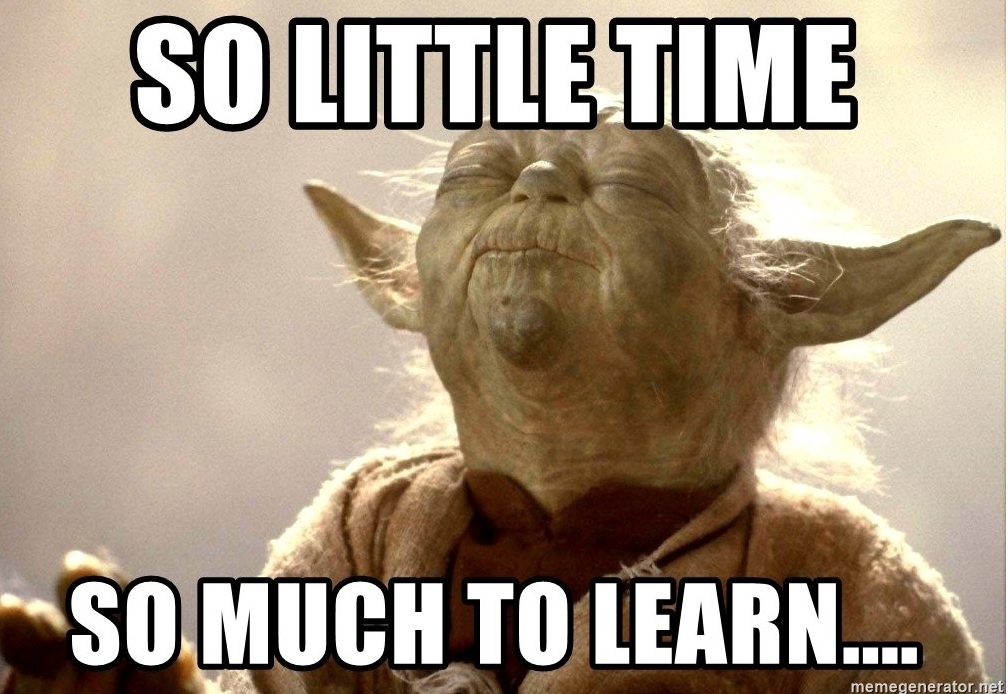 SO LITTLE TIME
SO MUCH TO LEARN....
memegenerator.net